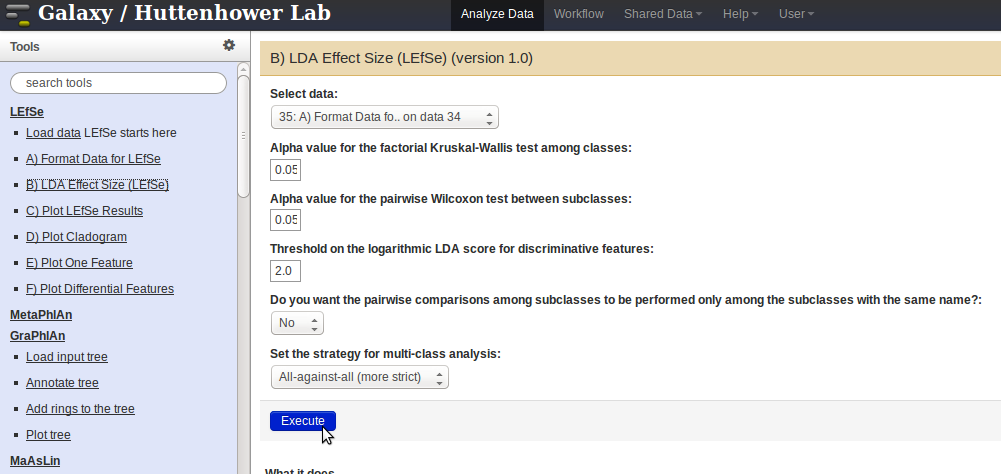 Galaxy / Huttenhower Lab
Analyze Data Workflow Shared Data Help User
Tools
search tools
LEfSe
Load data LEfSe starts here
A) Format Data for LEfSe
B) LDA Effect Size (LEfSe)
C) Plot LEfSe Results
D) Plot Cladogram
E) Plot One Feature
F) Plot Differential Features
MetaPhlAn
GraPhlAn
Load input tree
Annotate tree
Add rings to the tree
Plot tree
MaAsLin
B) LDA Effect Size (LEfSe) (version 1.0)
Select data:
35: A) Format Data fo.. on data 34
Alpha value for the factorial Kruskal-Wallis test among classes:
0.05
Alpha value for the pairwise Wilcoxon test between subclasses:
0.05
Threshold on the logarithmic LDA score for discriminative features:
2.0
Do you want the pairwise comparisons among subclasses to be performed only among the subclasses with the same name?:
No
Set the strategy for multi-class analysis:
All-against-all (more strict)
Execute
What it does